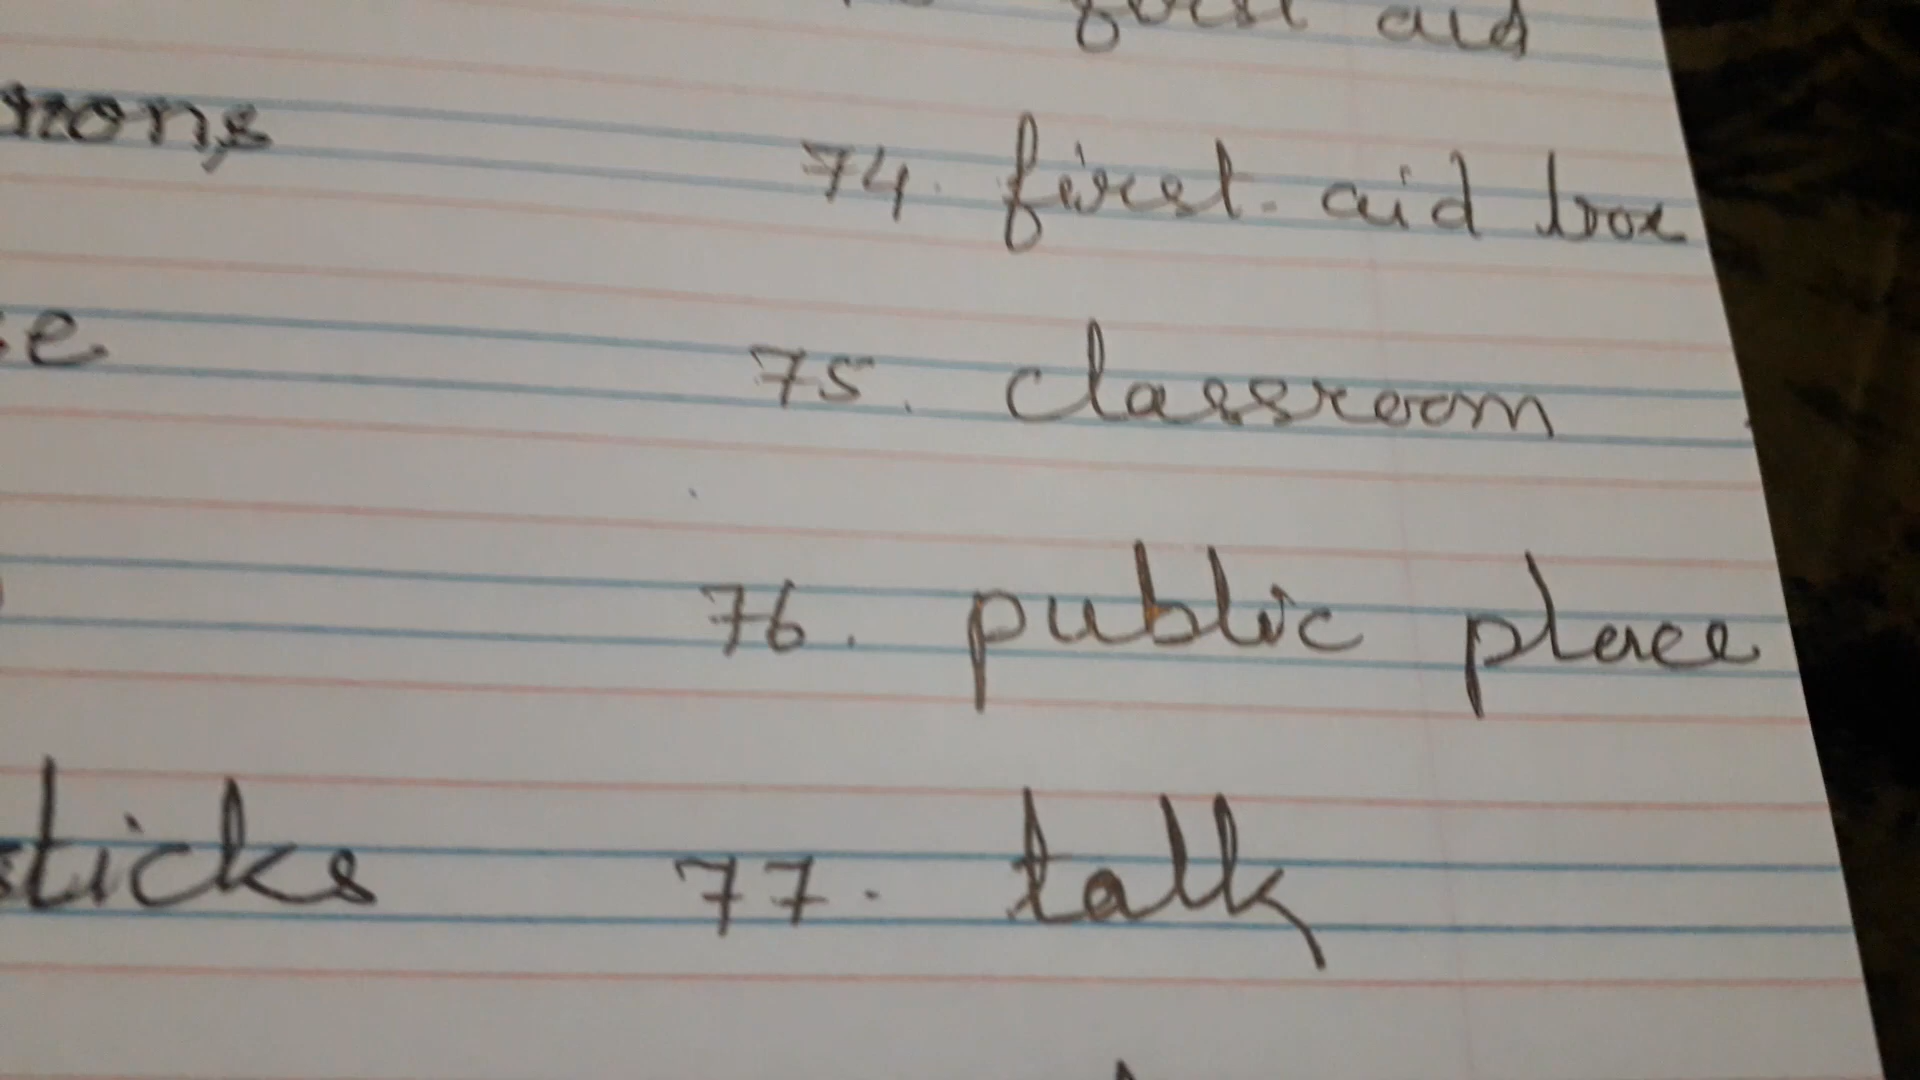 first aid
74. first-aid box
75. classroom
76. public place
sticks 77. talk